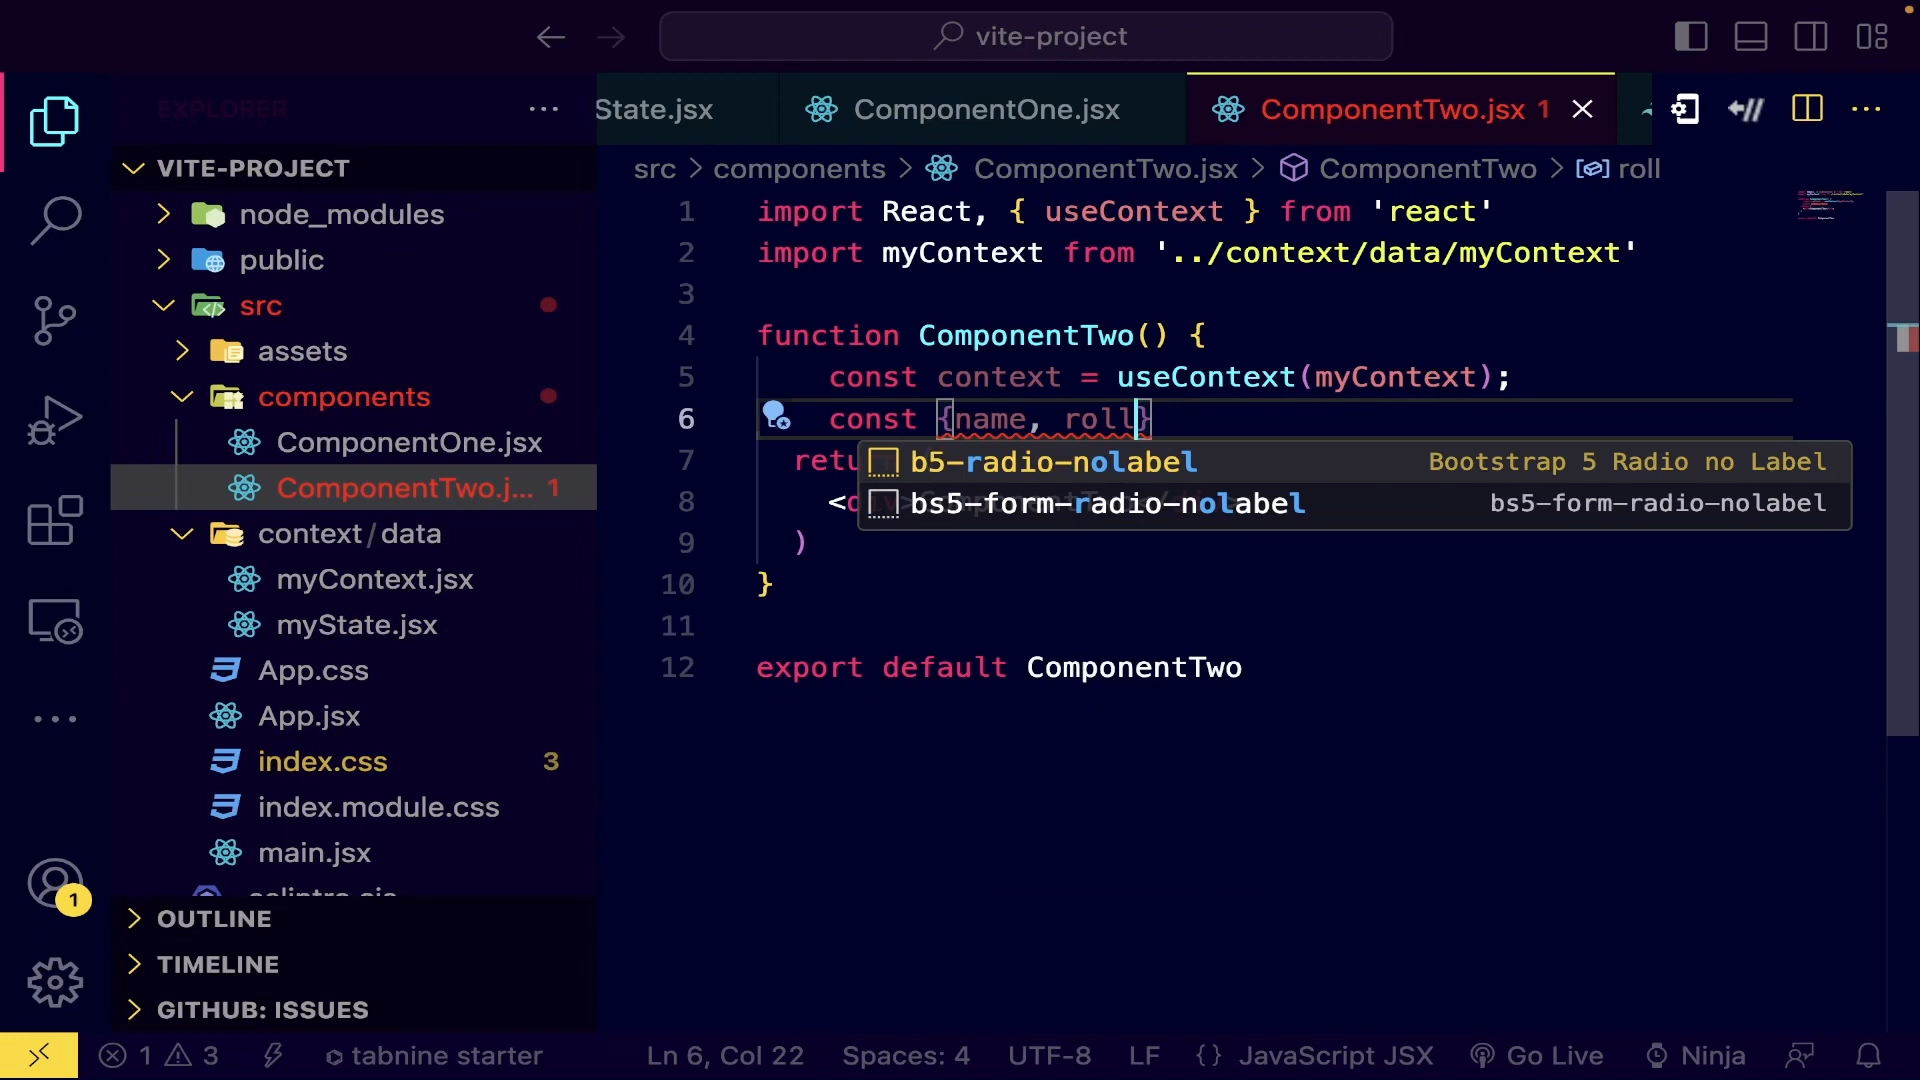 vite-project
EXPLORER
State.jsx
ComponentOne.jsx
ComponentTwo.jsx 1
VITE-PROJECT
node_modules
public
src
assets
components
ComponentOne.jsx
ComponentTwo.j... 1
context/data
myContext.jsx
myState.jsx
App.css
App.jsx
index.css 3
index.module.css
main.jsx
OUTLINE
TIMELINE
GITHUB: ISSUES
1
src > components > ComponentTwo.jsx > ComponentTwo > roll
1 import React, { useContext } from 'react'
2 import myContext from '../context/data/myContext'
3
4 function ComponentTwo() {
5 const context = useContext(myContext);
6 const {name, roll}
7 retu
8 <d
9 )
10 }
11
12 export default ComponentTwo
b5-radio-nolabel Bootstrap 5 Radio no Label
bs5-form-radio-nolabel bs5-form-radio-nolabel
1 3 tabnine starter Ln 6, Col 22 Spaces: 4 UTF-8 LF {} JavaScript JSX Go Live Ninja